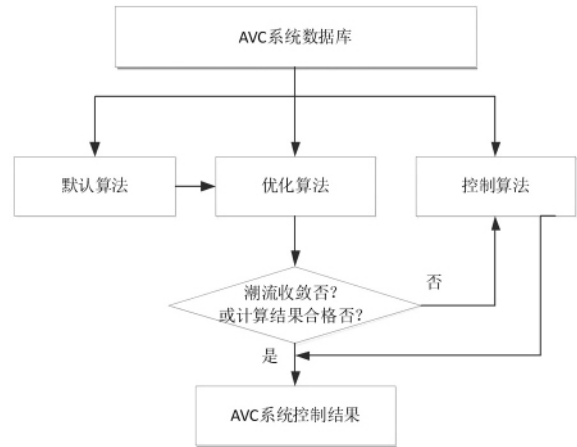 AVC系统数据库
默认算法
优化算法
控制算法
潮流收敛否？
或计算结果合格否？
否
是
AVC系统控制结果